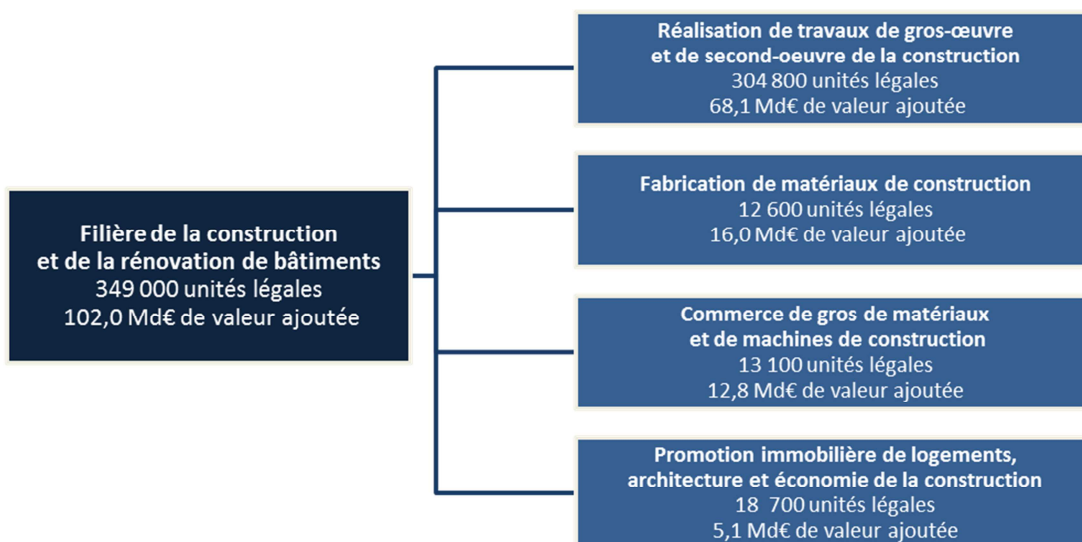 Filière de la construction
et de la rénovation de bâtiments
349 000 unités légales
102,0 Md€ de valeur ajoutée
Réalisation de travaux de gros-œuvre
et de second-oeuvre de la construction
304 800 unités légales
68,1 Md€ de valeur ajoutée
Fabrication de matériaux de construction
12 600 unités légales
16,0 Md€ de valeur ajoutée
Commerce de gros de matériaux
et de machines de construction
13 100 unités légales
12,8 Md€ de valeur ajoutée
Promotion immobilière de logements,
architecture et économie de la construction
18 700 unités légales
5,1 Md€ de valeur ajoutée